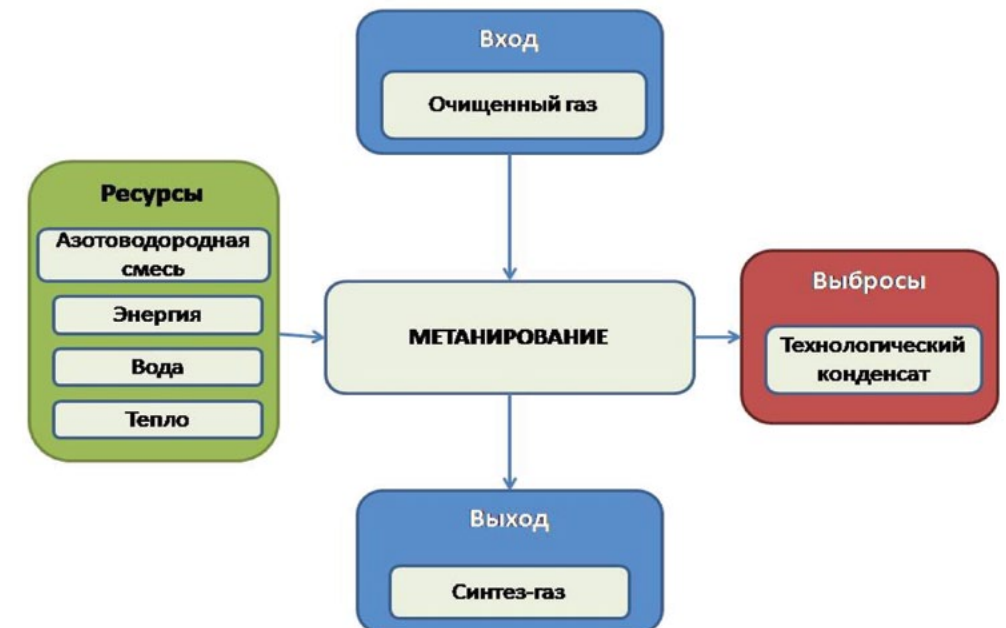 Вход
Очищенный газ
Ресурсы
Азотоводородная
смесь
Энергия
Вода
Тепло
МЕТАНИРОВАНИЕ
Выбросы
Технологический
конденсат
Выход
Синтез-газ